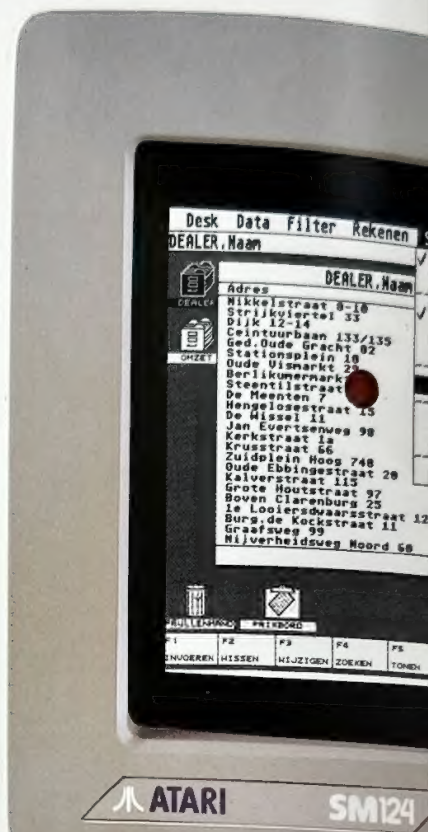 Desk Data Filter Rekenen
DEALER,Naam
DEALER,Naam
Adres
DEALER
OMZET
Nikkelstraat 8-10
Strijkviertel 33
Dijk 12-14
Ceintuurbaan 133/135
Ged.Oude Gracht 82
Stationsplein 10
Oude Vismarkt 29
Berlikumermarkt
Steentilstraat
De Meenten 7
Hengelosestraat 15
De Wissel 11
Jan Evertsenweg 98
Kerkstraat 1a
Krusstraat 66
Zuidplein Hoog 748
Oude Ebbingestraat 20
Kalverstraat 115
Grote Houtstraat 97
Boven Clarenburg 25
1e Looiersdwarsstraat 12
Burg.de Kockstraat 11
Graafsweg 99
Nijverheidsweg Noord 60
PRULLENMAND PRIKBORD
F1 F2 F3 F4 F5
INVOEREN WISSEN WIJZIGEN ZOEKEN TONEN
ATARI SM124